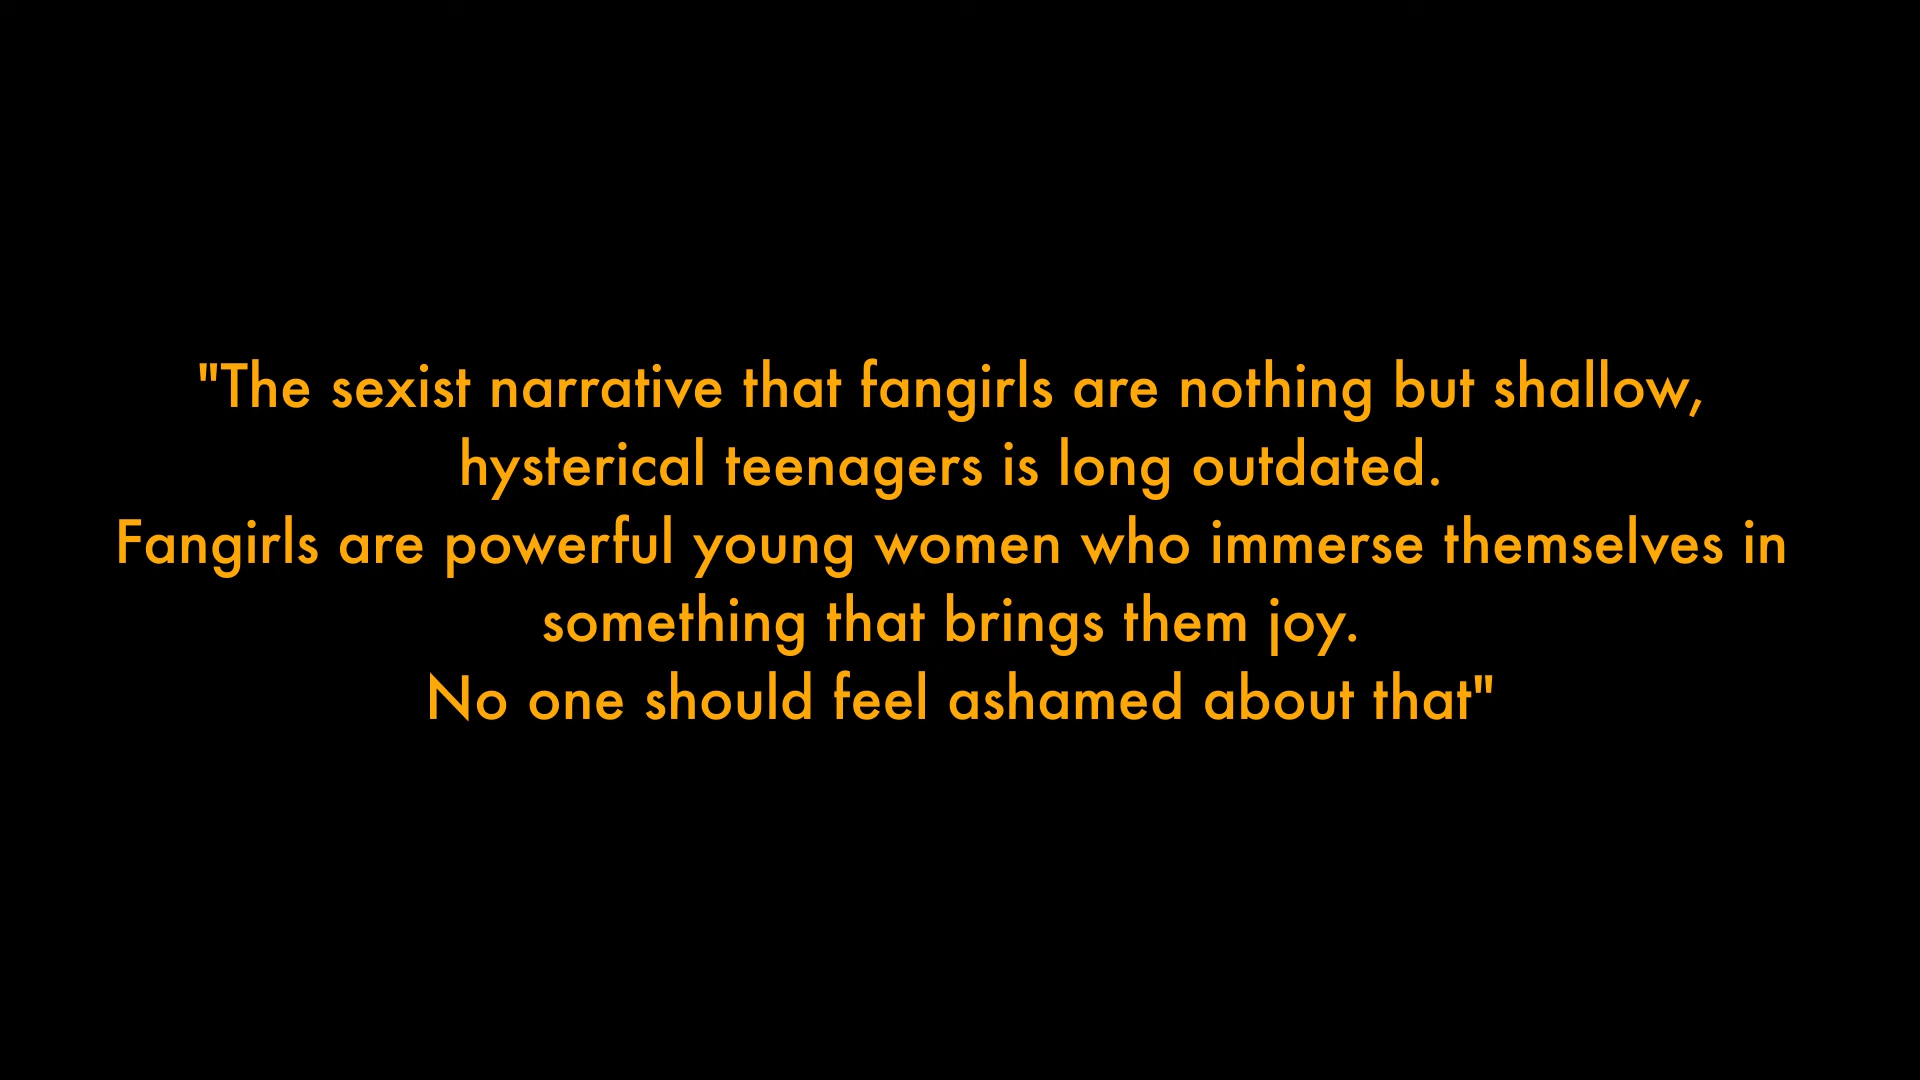 "The sexist narrative that fangirls are nothing but shallow,
hysterical teenagers is long outdated.
Fangirls are powerful young women who immerse themselves in
something that brings them joy.
No one should feel ashamed about that"